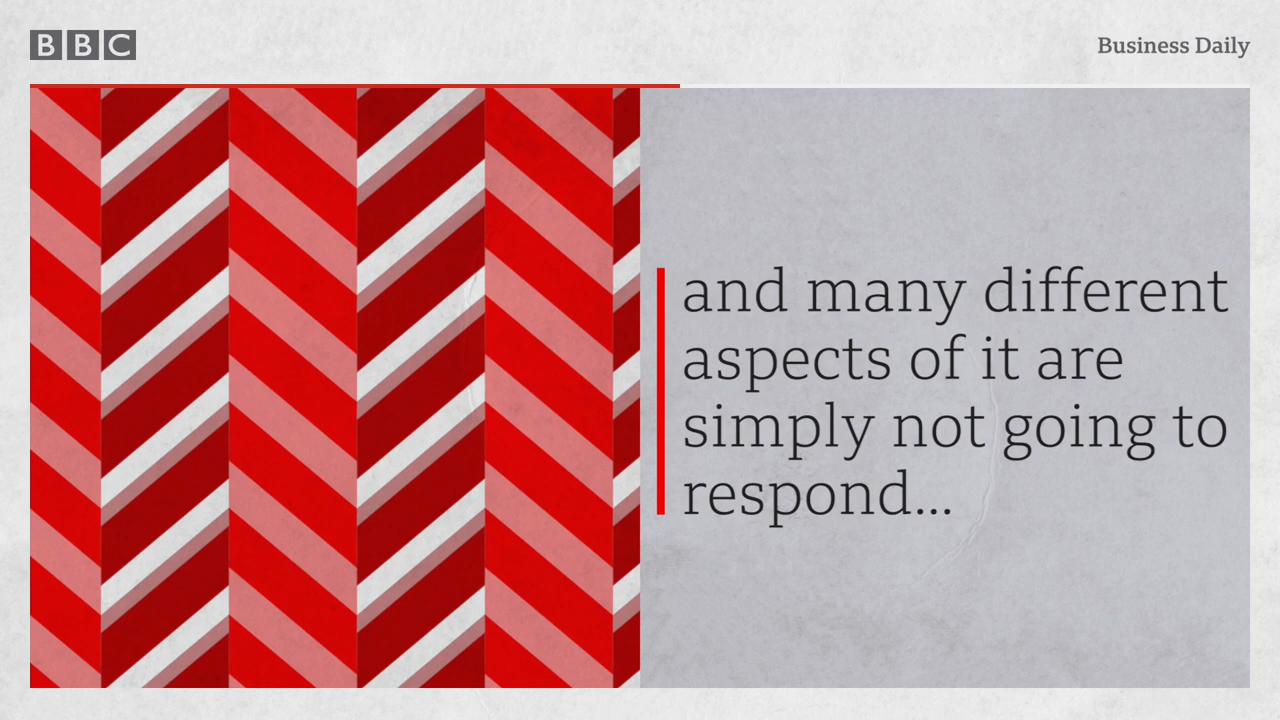 BBC
Business Daily
and many different
aspects of it are
simply not going to
respond...